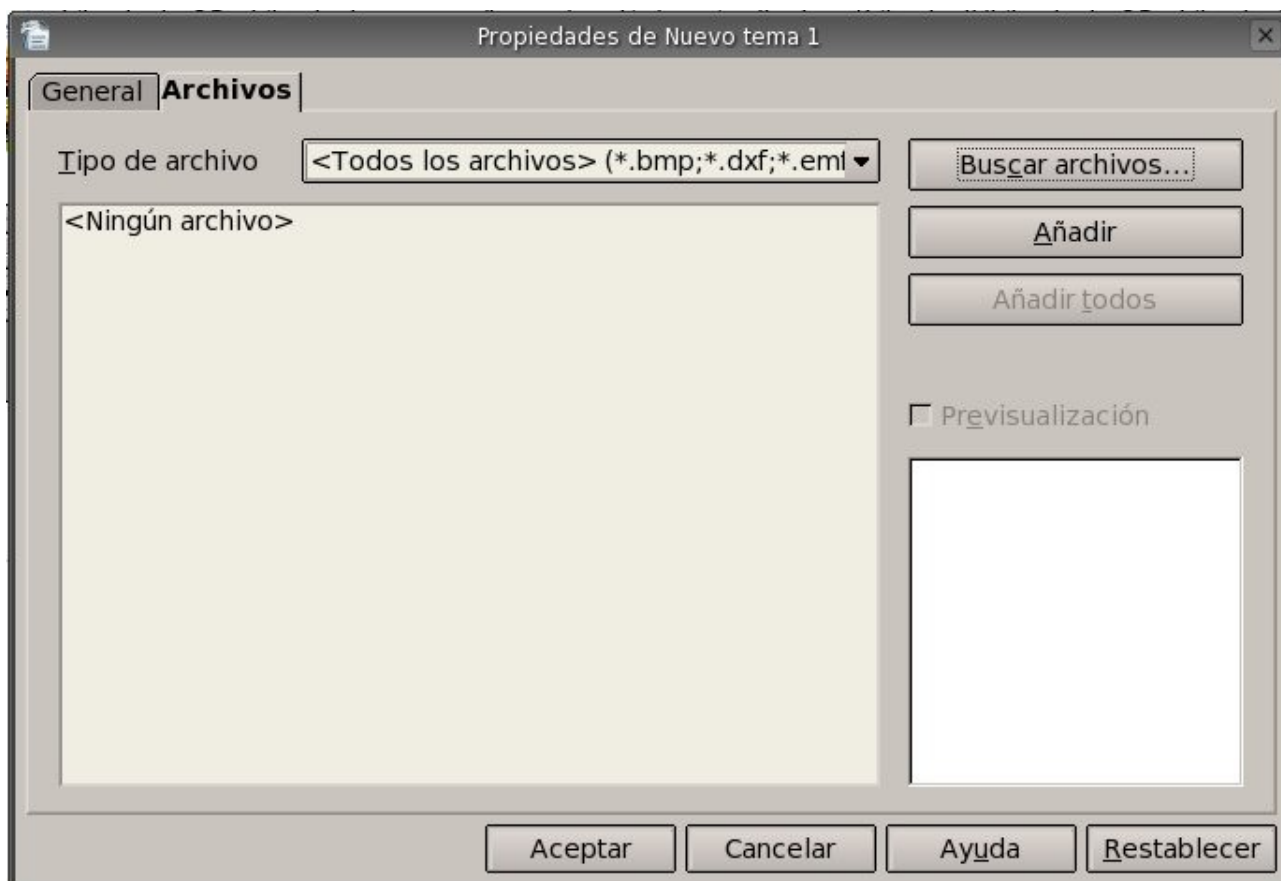 Propiedades de Nuevo tema 1
General Archivos
Tipo de archivo <Todos los archivos> (*.bmp;*.dxf;*.em
Buscar archivos...
<Ningún archivo>
Añadir
Añadir todos
Previsualización
Aceptar Cancelar Ayuda Restablecer